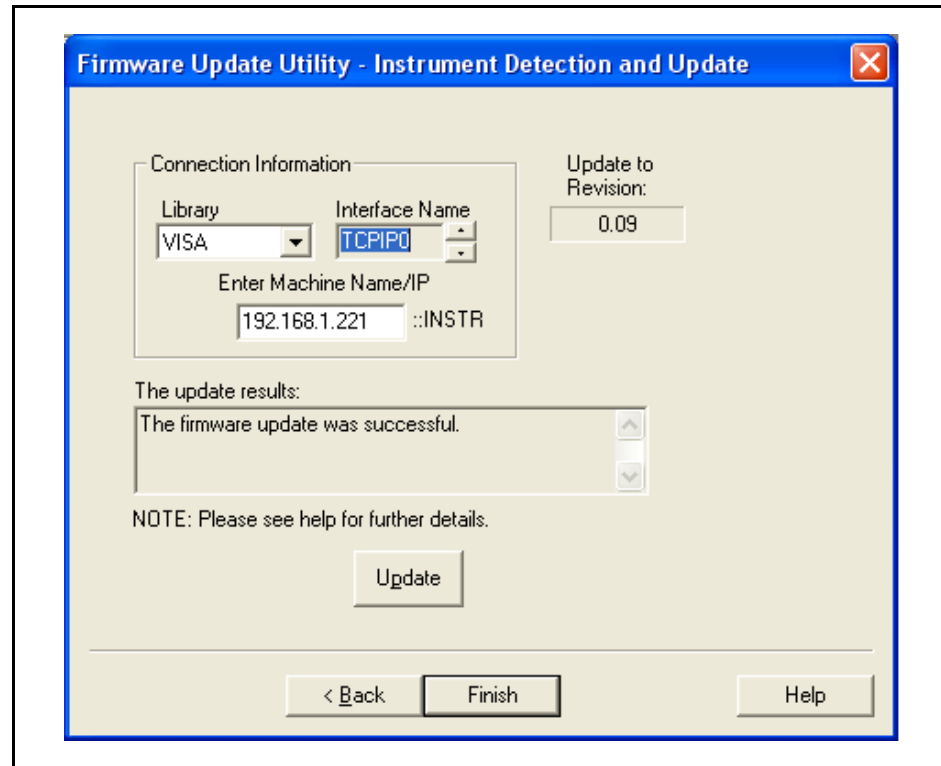 Firmware Update Utility - Instrument Detection and Update
Connection Information
Library
Interface Name
VISA
TCPIP0
Enter Machine Name/IP
192.168.1.221 ::INSTR
Update to
Revision:
0.09
The update results:
The firmware update was successful.
NOTE: Please see help for further details.
Update
< Back
Finish
Help